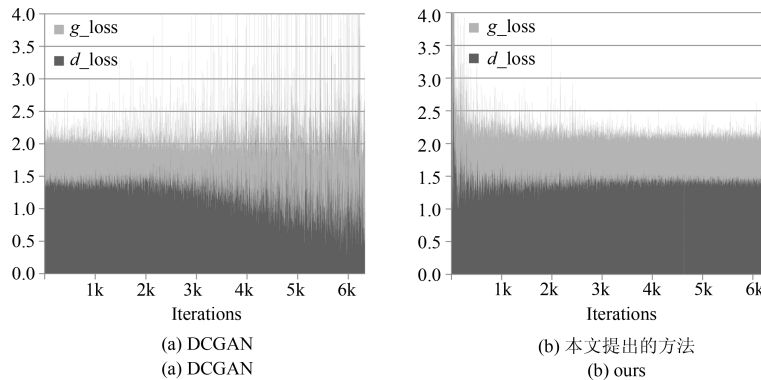 4.0
3.5
3.0
2.5
2.0
1.5
1.0
0.5
0.0
g_loss
d_loss
1k 2k 3k 4k 5k 6k
Iterations
(a) DCGAN
(a) DCGAN
4.0
3.5
3.0
2.5
2.0
1.5
1.0
0.5
0.0
g_loss
d_loss
1k 2k 3k 4k 5k 6k
Iterations
(b) 本文提出的方法
(b) ours